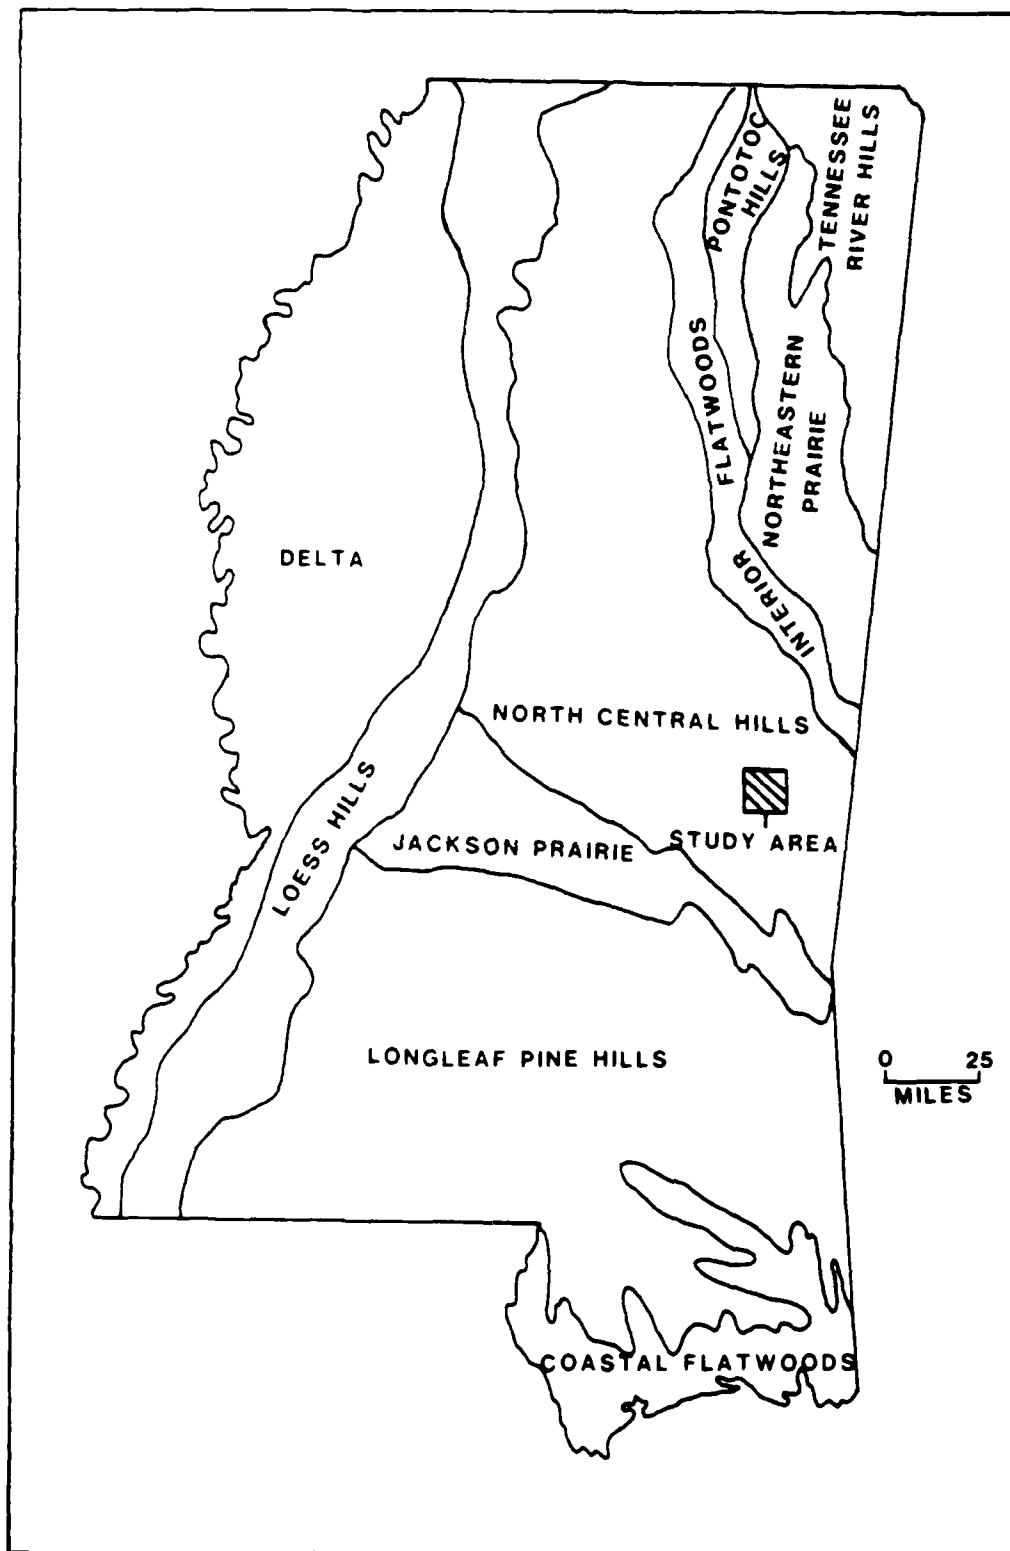 TENNESSEE
RIVER HILLS
PONTOTOC
HILLS
FLATWOODS
NORTHEASTERN
PRAIRIE
DELTA
INTERIOR
NORTH CENTRAL HILLS
LOESS HILLS
JACKSON PRAIRIE
STUDY AREA
LONGLEAF PINE HILLS
0 25
MILES
COASTAL FLATWOODS